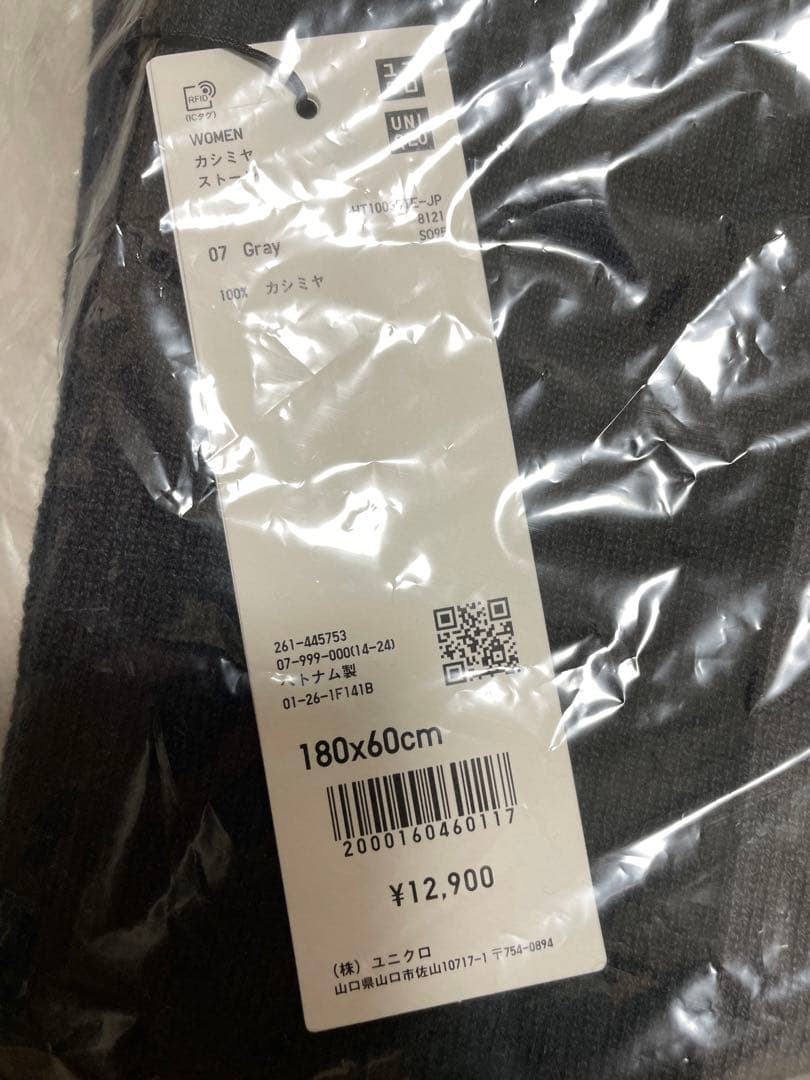 RFID
(ICタグ)
ユニ
クロ
UNI
QLO
WOMEN
カシミヤ
8121
07 Gray
100% カシミヤ
261-445753
07-999-000(14-24)
01-26-1F141B
180x60cm
2000160460117
¥12,900
(株) ユニクロ
山口県山口市佐山10717-1 〒754-0894